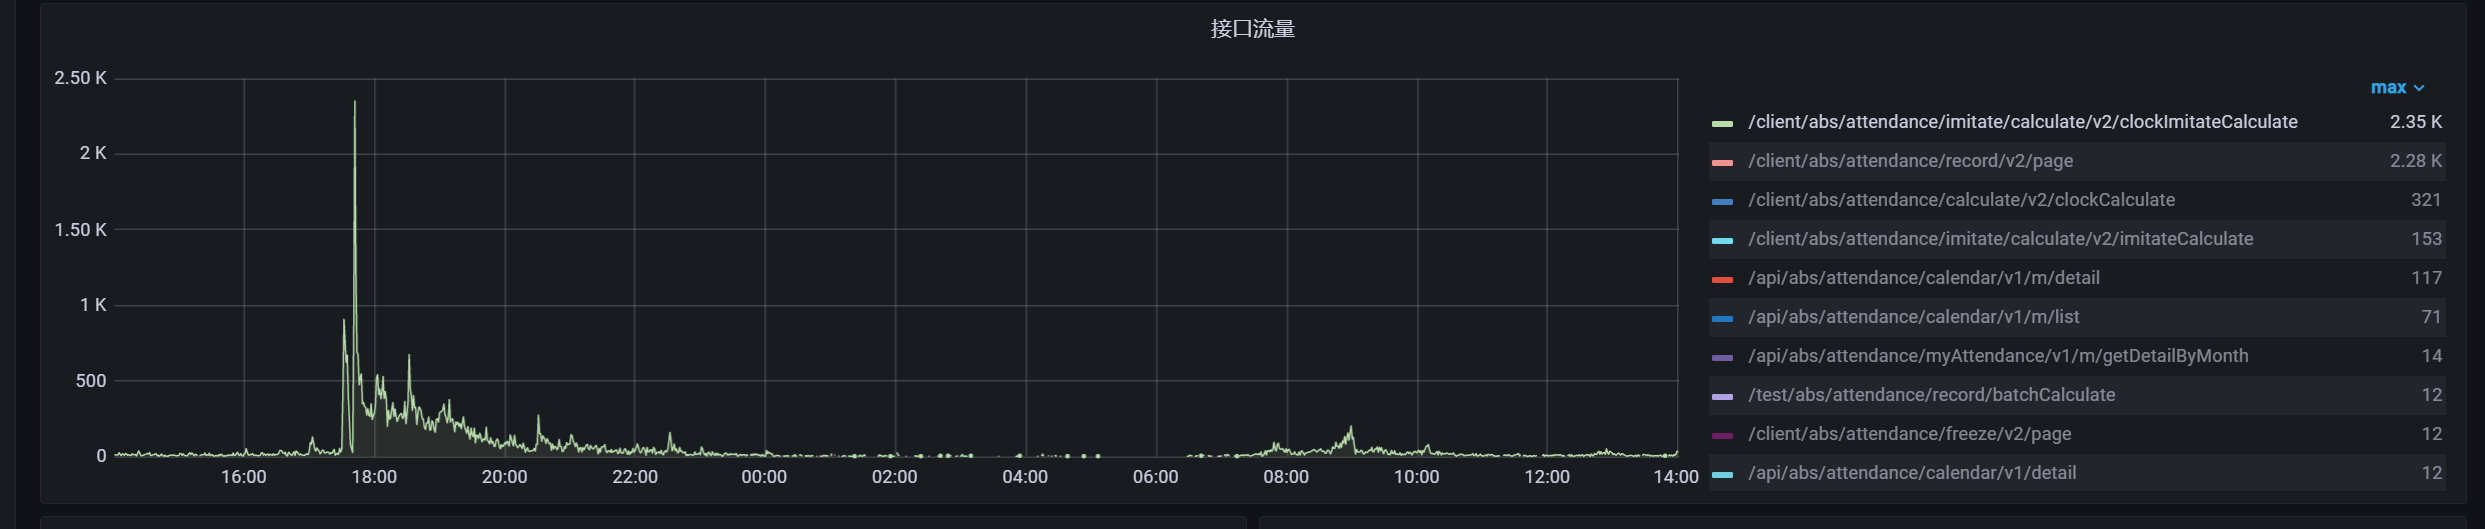 接口流量
2.50 K
2 K
1.50 K
1 K
500
0
16:00 18:00 20:00 22:00 00:00 02:00 04:00 06:00 08:00 10:00 12:00 14:00
max
/client/abs/attendance/imitate/calculate/v2/clockImitateCalculate 2.35 K
/client/abs/attendance/record/v2/page 2.28 K
/client/abs/attendance/calculate/v2/clockCalculate 321
/client/abs/attendance/imitate/calculate/v2/imitateCalculate 153
/api/abs/attendance/calendar/v1/m/detail 117
/api/abs/attendance/calendar/v1/m/list 71
/api/abs/attendance/myAttendance/v1/m/getDetailByMonth 14
/test/abs/attendance/record/batchCalculate 12
/client/abs/attendance/freeze/v2/page 12
/api/abs/attendance/calendar/v1/detail 12